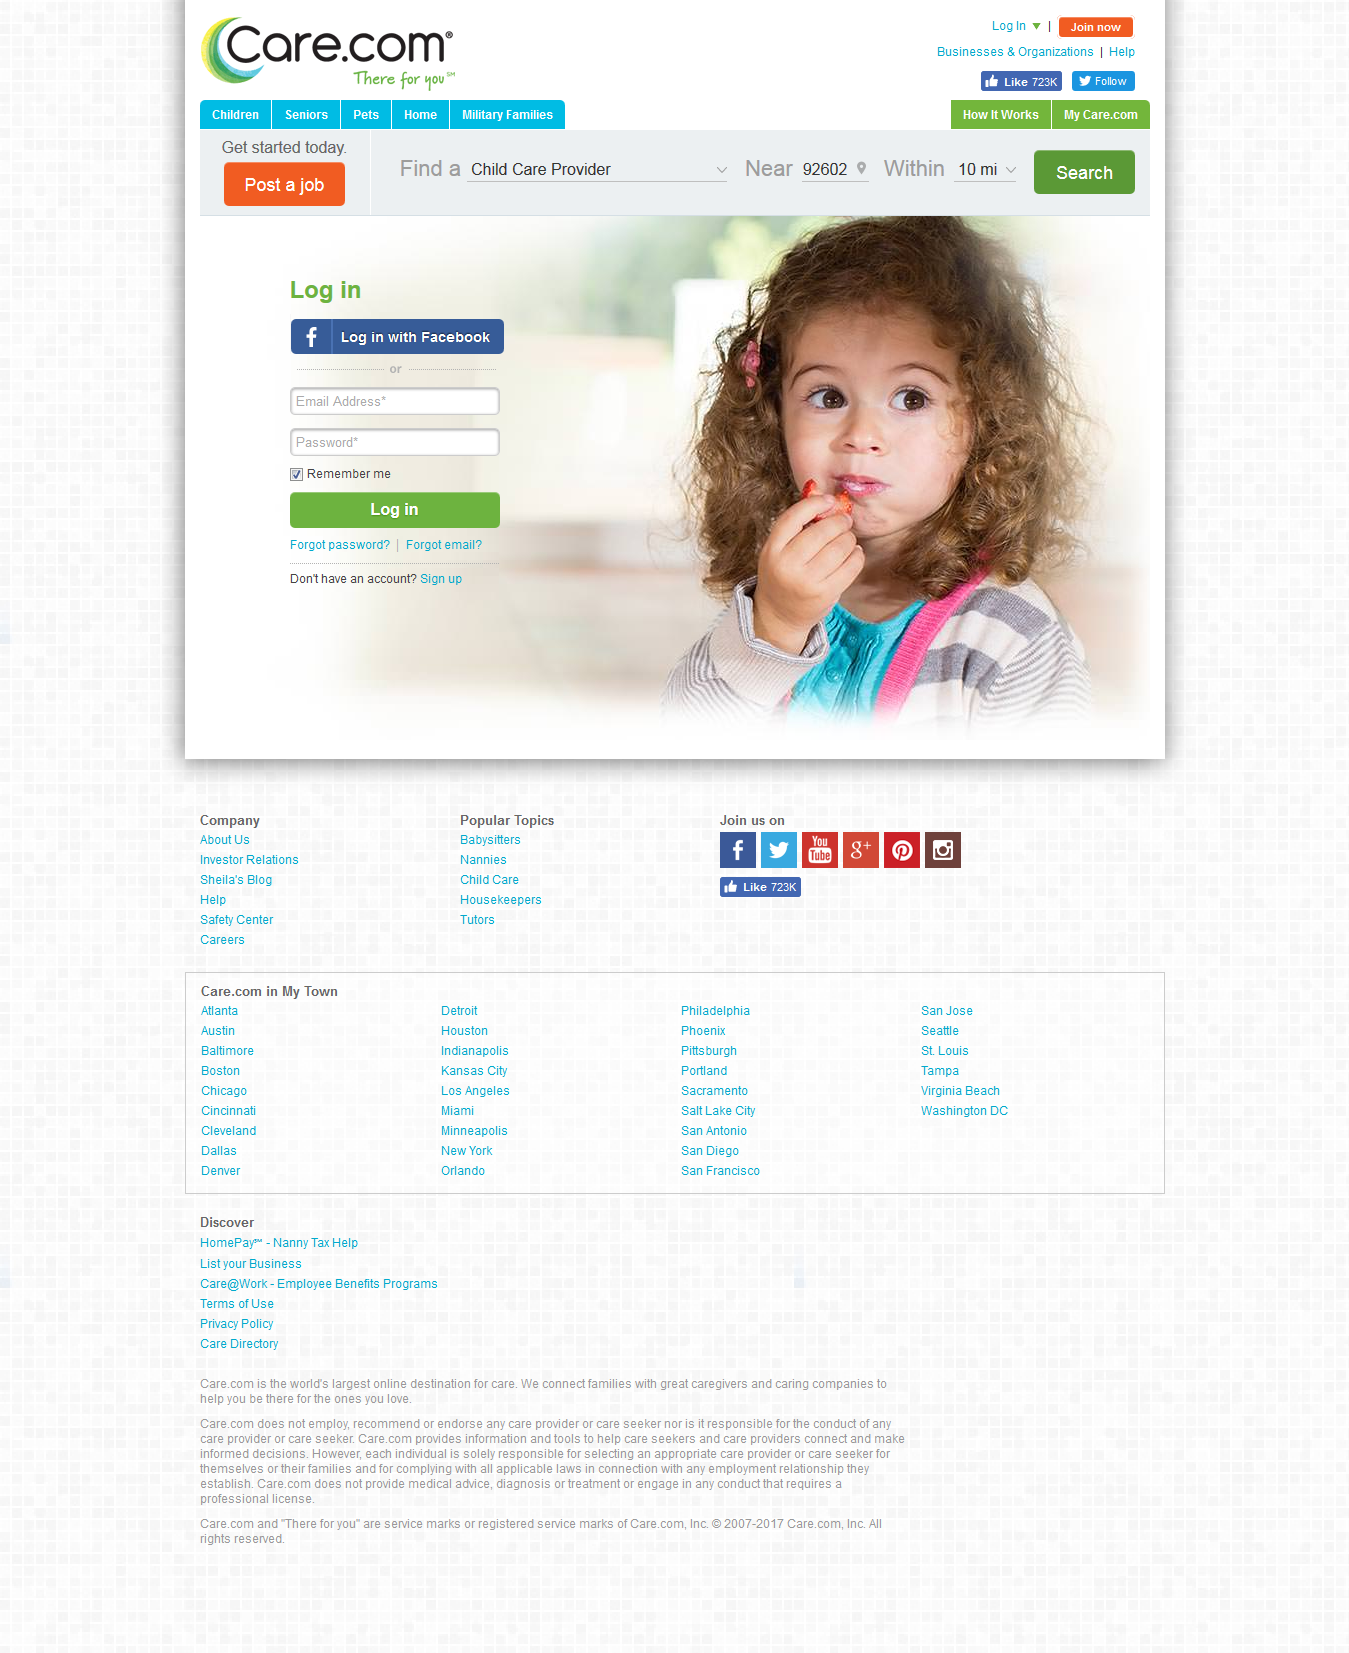 Care.com®
There for you℠
Log In | Join now
Businesses & Organizations | Help
Like 723K Follow
Children Seniors Pets Home Military Families How It Works My Care.com
Get started today.
Post a job
Find a Child Care Provider Near 92602 Within 10 mi Search
Log in
f Log in with Facebook
or
Email Address*
Password*
Remember me
Log in
Forgot password? | Forgot email?
Don't have an account? Sign up
Company
About Us
Investor Relations
Sheila's Blog
Help
Safety Center
Careers
Popular Topics
Babysitters
Nannies
Child Care
Housekeepers
Tutors
Join us on
f You Tube g+
Like 723K
Care.com in My Town
Atlanta
Austin
Baltimore
Boston
Chicago
Cincinnati
Cleveland
Dallas
Denver
Detroit
Houston
Indianapolis
Kansas City
Los Angeles
Miami
Minneapolis
New York
Orlando
Philadelphia
Phoenix
Pittsburgh
Portland
Sacramento
Salt Lake City
San Antonio
San Diego
San Francisco
San Jose
Seattle
St. Louis
Tampa
Virginia Beach
Washington DC
Discover
HomePay℠ - Nanny Tax Help
List your Business
Care@Work - Employee Benefits Programs
Terms of Use
Privacy Policy
Care Directory
Care.com is the world's largest online destination for care. We connect families with great caregivers and caring companies to
help you be there for the ones you love.
Care.com does not employ, recommend or endorse any care provider or care seeker nor is it responsible for the conduct of any
care provider or care seeker. Care.com provides information and tools to help care seekers and care providers connect and make
informed decisions. However, each individual is solely responsible for selecting an appropriate care provider or care seeker for
themselves or their families and for complying with all applicable laws in connection with any employment relationship they
establish. Care.com does not provide medical advice, diagnosis or treatment or engage in any conduct that requires a
professional license.
Care.com and "There for you" are service marks or registered service marks of Care.com, Inc. © 2007-2017 Care.com, Inc. All
rights reserved.